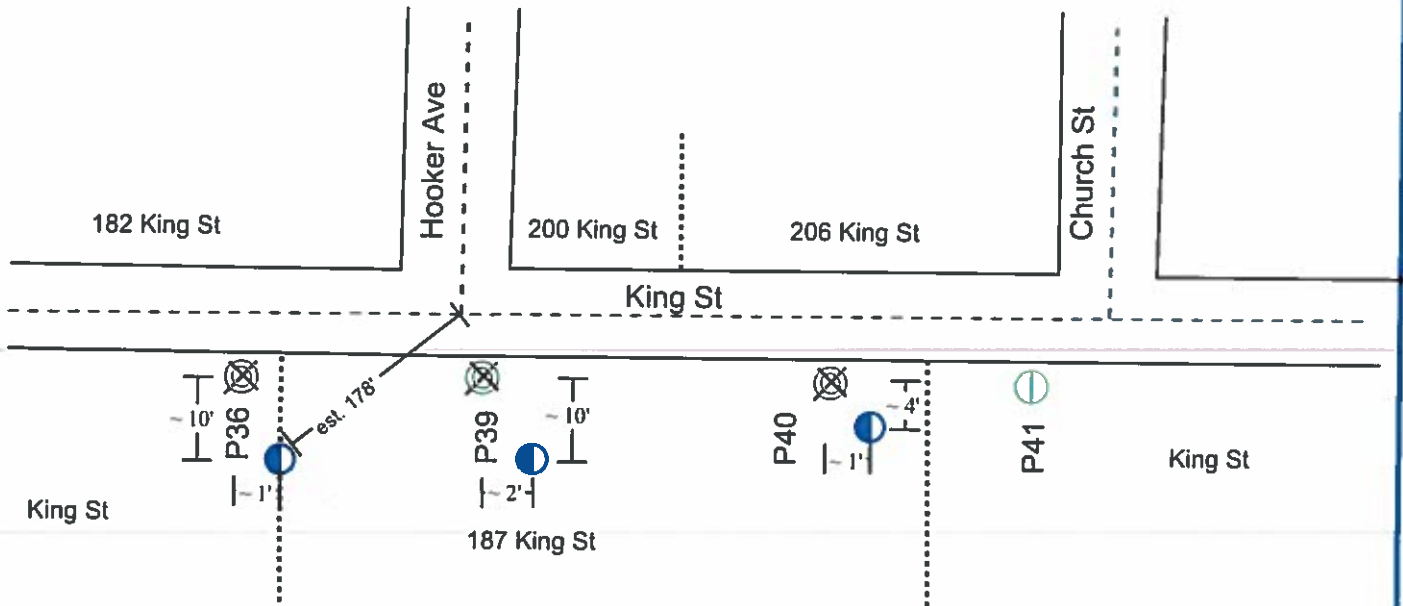 Hooker Ave
Church St
182 King St
200 King St
206 King St
King St
~ 10'
P36
est. 178'
P39
~ 10'
P40
~ 4'
P41
~ 1'
King St
~ 1'
~ 2'
King St
187 King St